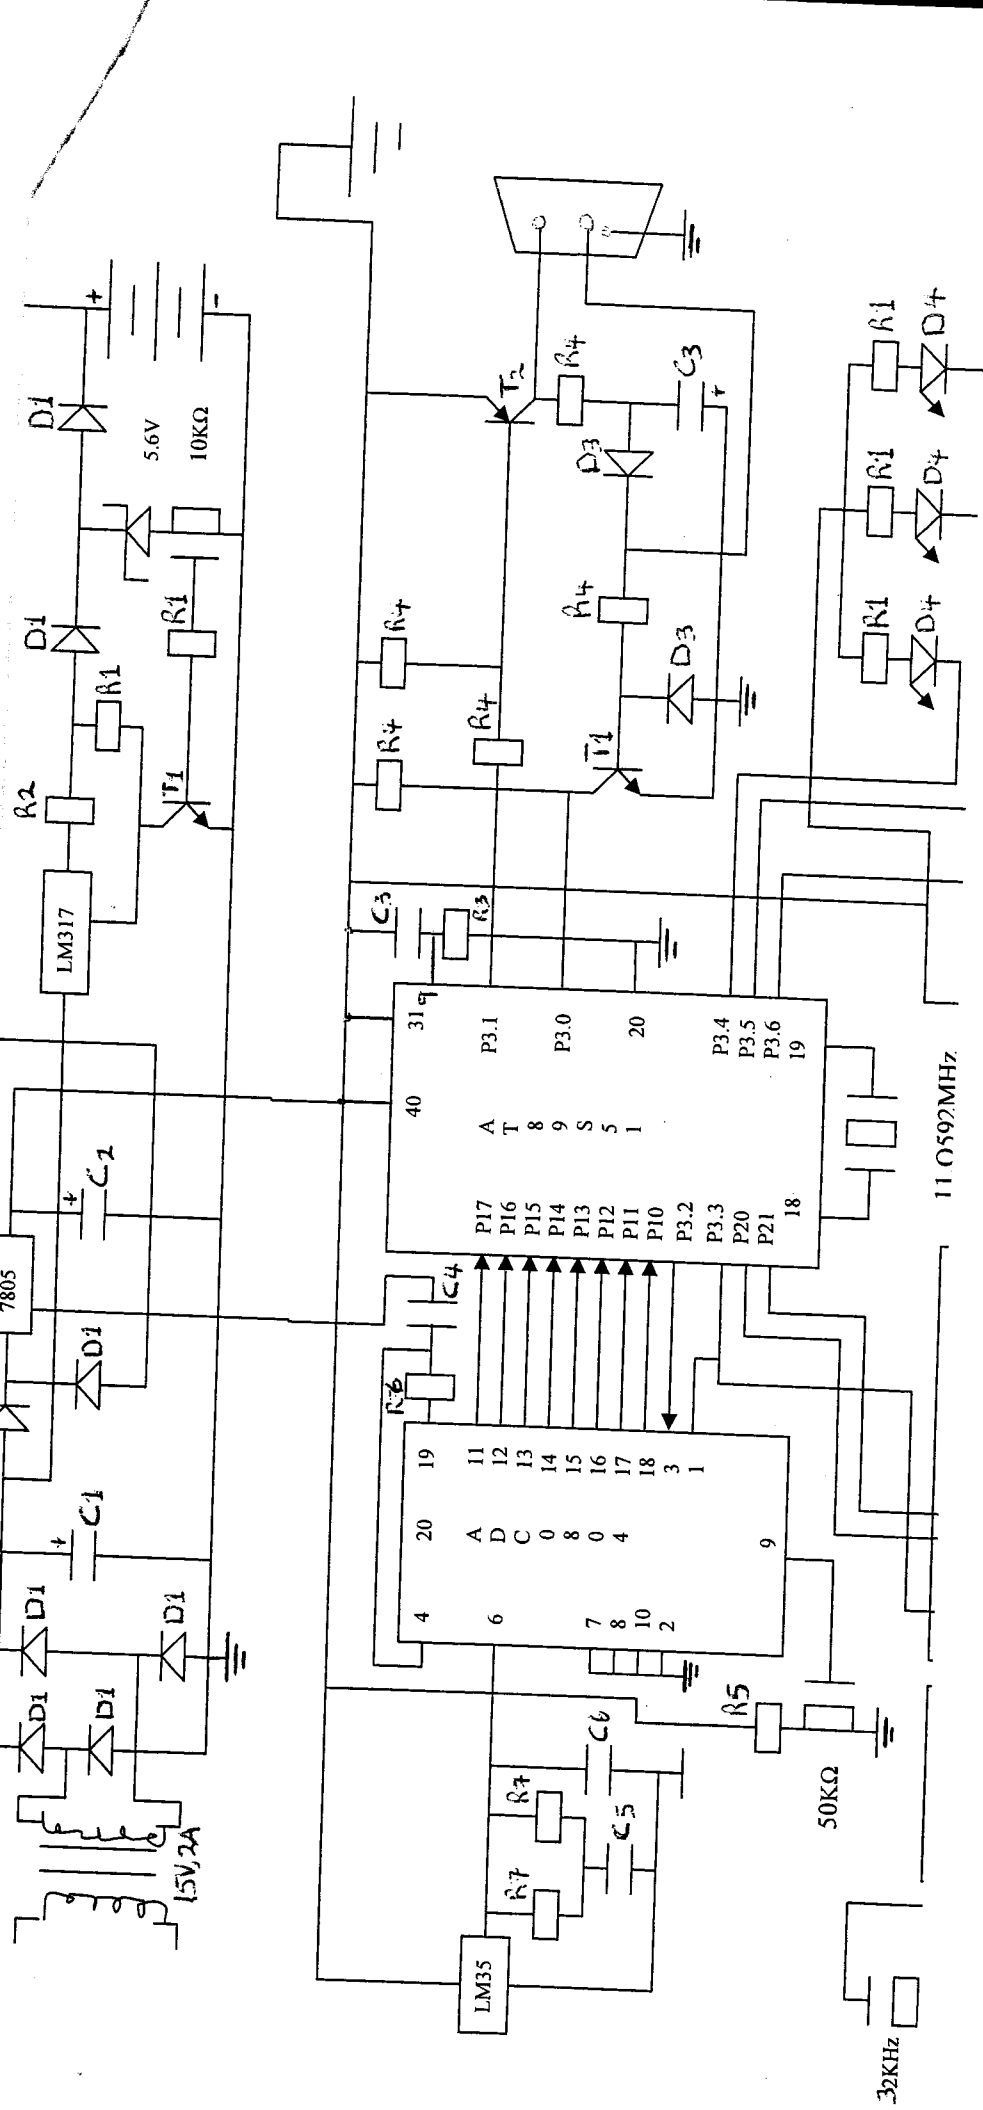 15V,2A
D1
D1
D1
D1
C1
D1
7805
C2
LM317
R2
R1
T1
D1
R1
D1
5.6V
10KΩ
+
-
LM35
R7
R7
C5
C6
R5
50KΩ
4
20
19
6
A
D
C
0
8
0
4
11
12
13
14
15
16
17
18
3
1
7
8
10
2
9
R6
C4
40
31
9
P17
P16
P15
P14
P13
P12
P11
P10
P3.2
P3.3
P20
P21
18
A
T
8
9
S
5
1
P3.1
P3.0
20
P3.4
P3.5
P3.6
19
C3
R3
R4
R4
R4
T1
D3
R4
D3
T2
R4
C3
+
11 O592MHz
32KHz
R1
D4
R1
D4
R1
D4